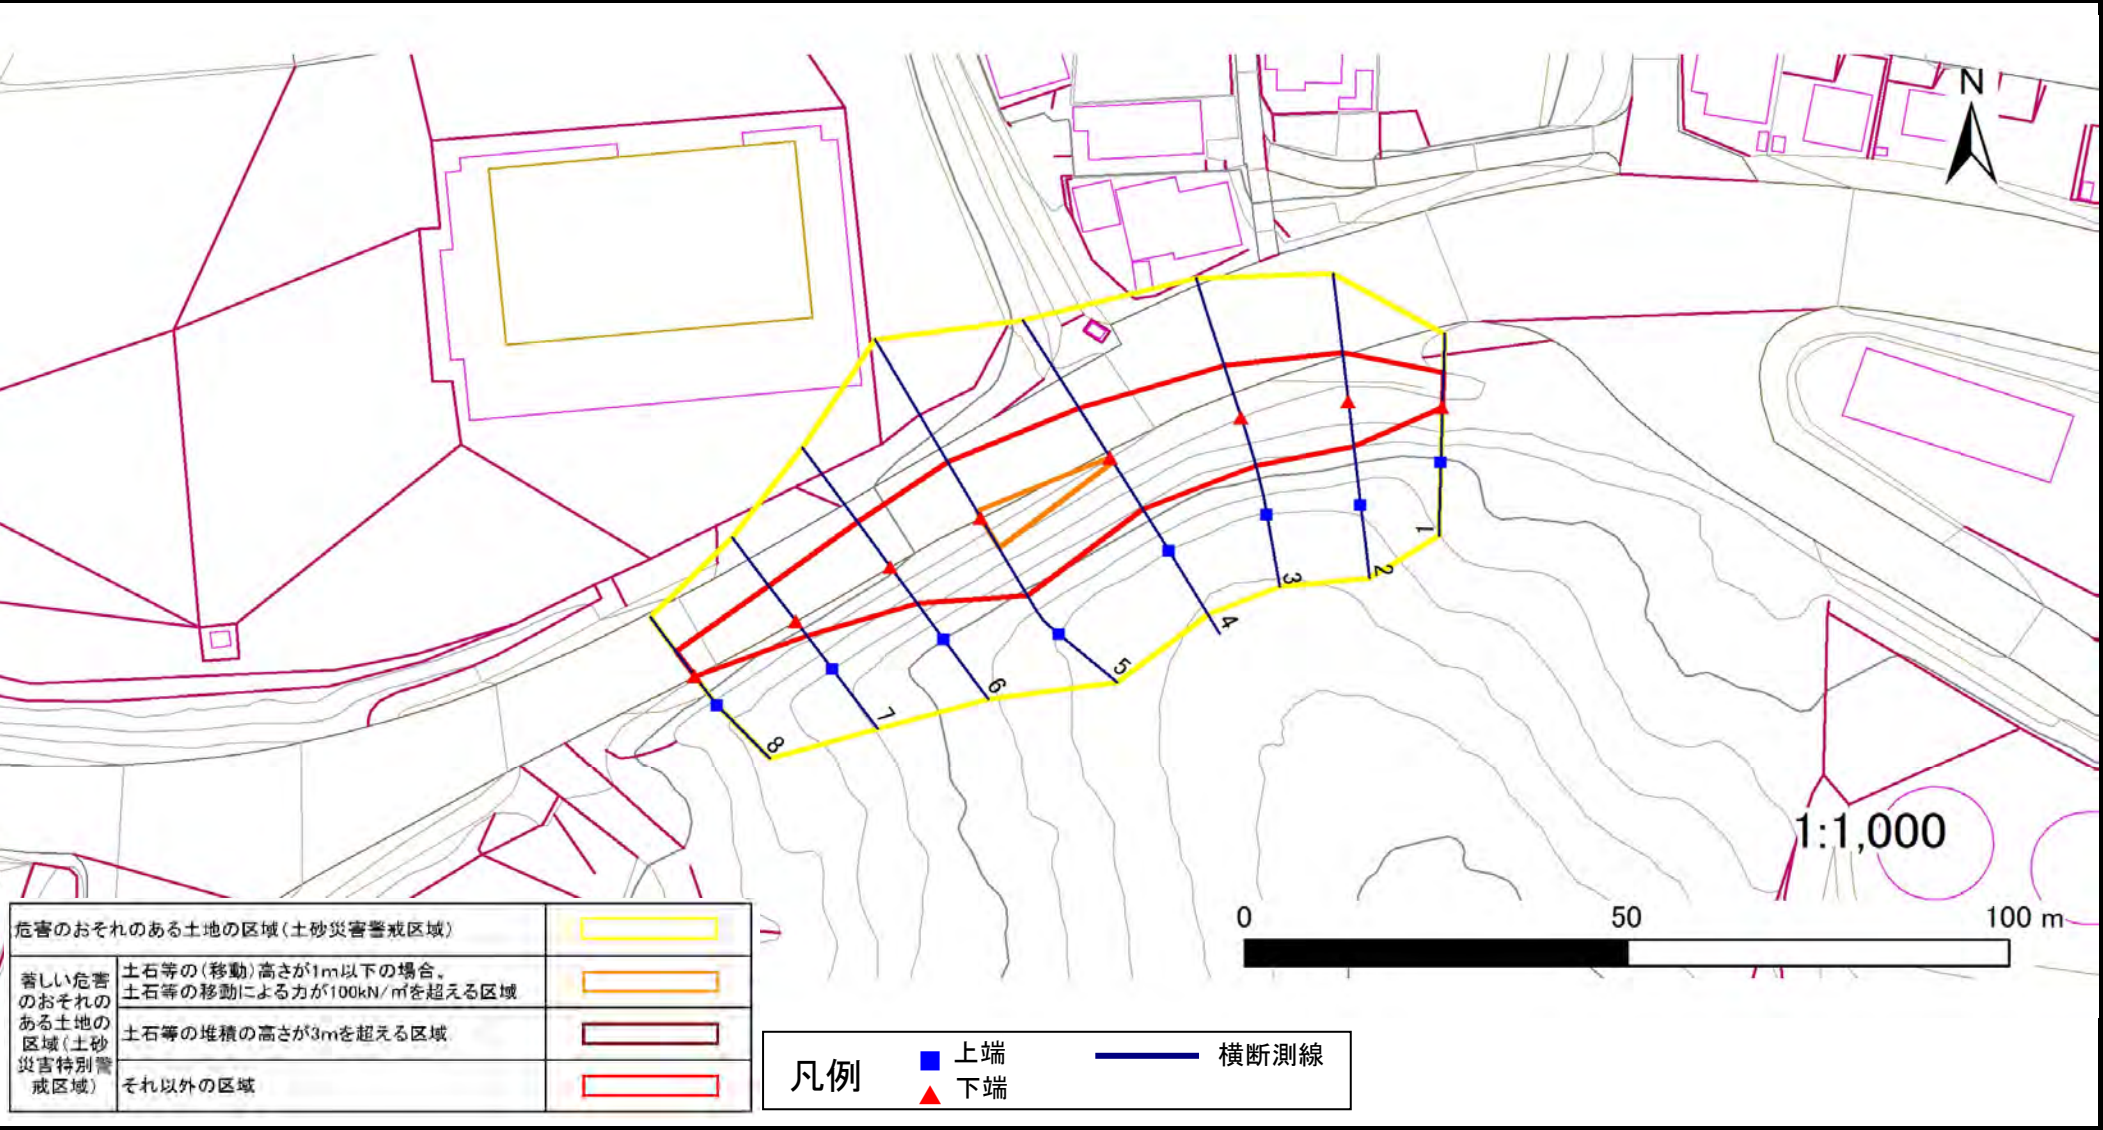 N
1
2
3
4
5
6
7
8
1:1,000
0 50 100 m
危害のおそれのある土地の区域(土砂災害警戒区域)
著しい危害
のおそれの
ある土地の
区域(土砂
災害特別警
戒区域)
土石等の(移動)高さが1m以下の場合、
土石等の移動による力が100kN/㎡を超える区域
土石等の堆積の高さが3mを超える区域
それ以外の区域
凡例
上端
下端
横断測線